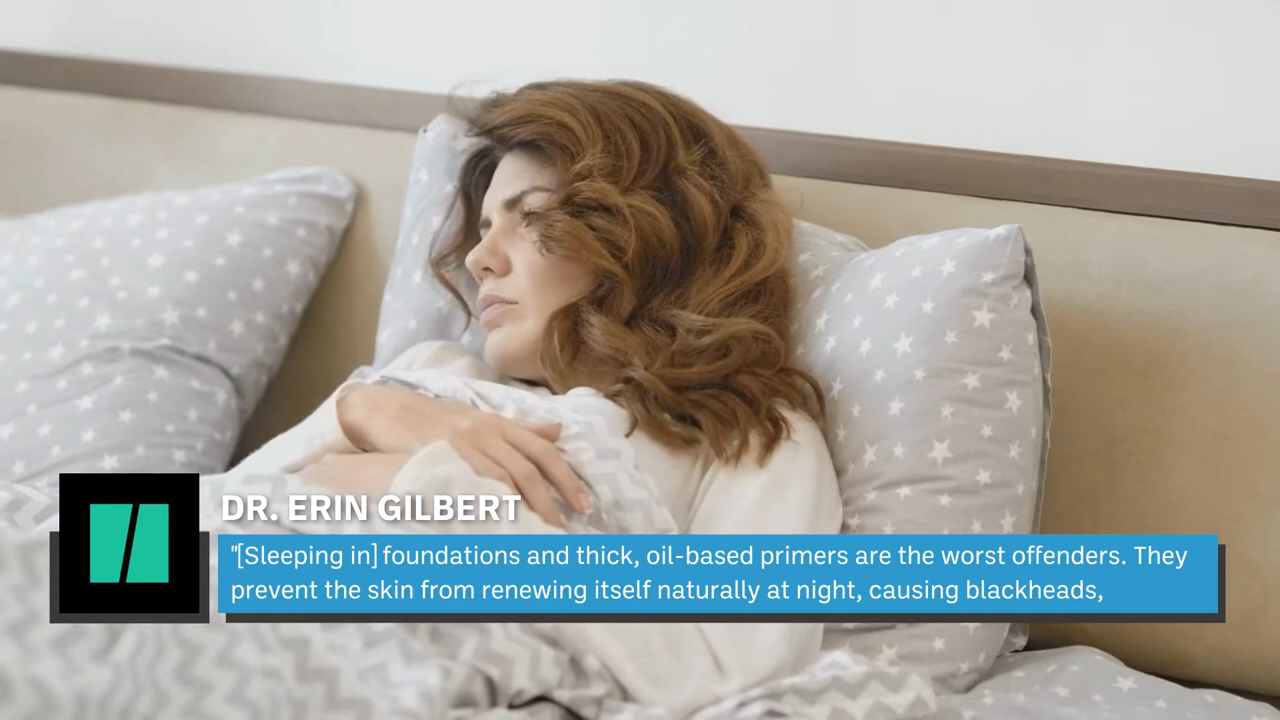 DR. ERIN GILBERT
"[Sleeping in] foundations and thick, oil-based primers are the worst offenders. They
prevent the skin from renewing itself naturally at night, causing blackheads,